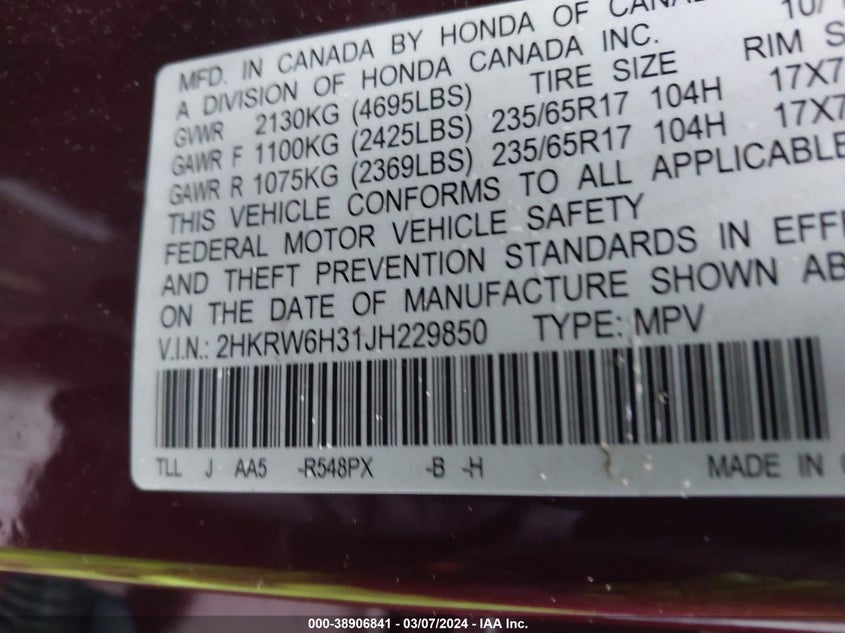 MFD. IN CANADA BY HONDA OF 10/
A DIVISION OF HONDA CANADA INC.
GVWR 2130KG (4695LBS) TIRE SIZE RIM
GAWR F 1100KG (2425LBS) 235/65R17 104H 17X7
GAWR R 1075KG (2369LBS) 235/65R17 104H 17X7
THIS VEHICLE CONFORMS TO ALL APPLICABLE
FEDERAL MOTOR VEHICLE SAFETY
AND THEFT PREVENTION STANDARDS IN
ON THE DATE OF MANUFACTURE SHOWN
V.I.N.: 2HKRW6H31JH229850 TYPE: MPV
TLL J AA5 -R548PX -B -H MADE IN
000-38906841 — 03/07/2024 — IAA Inc.